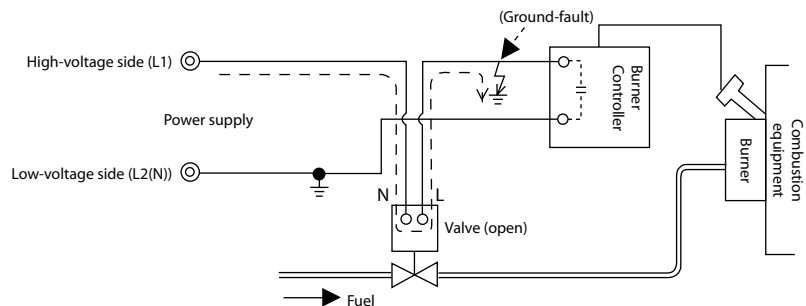 (Ground-fault)
High-voltage side (L1)
Burner
Controller
Power supply
Combustion
equipment
Burner
Low-voltage side (L2(N))
N
L
Valve (open)
Fuel